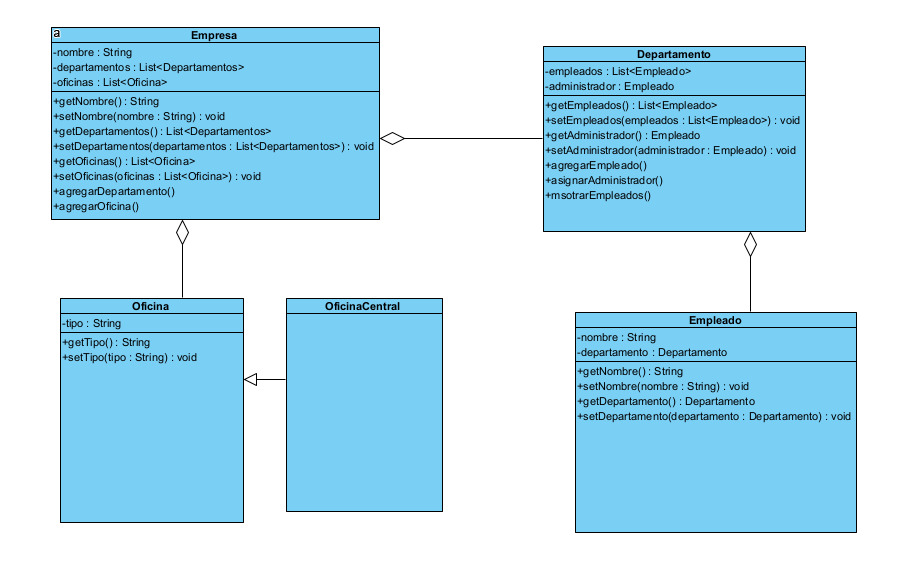 a
Empresa
-nombre : String
-departamentos : List<Departamentos>
-oficinas : List<Oficina>
+getNombre() : String
+setNombre(nombre : String) : void
+getDepartamentos() : List<Departamentos>
+setDepartamentos(departamentos : List<Departamentos>) : void
+getOficinas() : List<Oficina>
+setOficinas(oficinas : List<Oficina>) : void
+agregarDepartamento()
+agregarOficina()
Departamento
-empleados : List<Empleado>
-administrador : Empleado
+getEmpleados() : List<Empleado>
+setEmpleados(empleados : List<Empleado>) : void
+getAdministrador() : Empleado
+setAdministrador(administrador : Empleado) : void
+agregarEmpleado()
+asignarAdministrador()
+msotrarEmpleados()
Oficina
-tipo : String
+getTipo() : String
+setTipo(tipo : String) : void
OficinaCentral
Empleado
-nombre : String
-departamento : Departamento
+getNombre() : String
+setNombre(nombre : String) : void
+getDepartamento() : Departamento
+setDepartamento(departamento : Departamento) : void